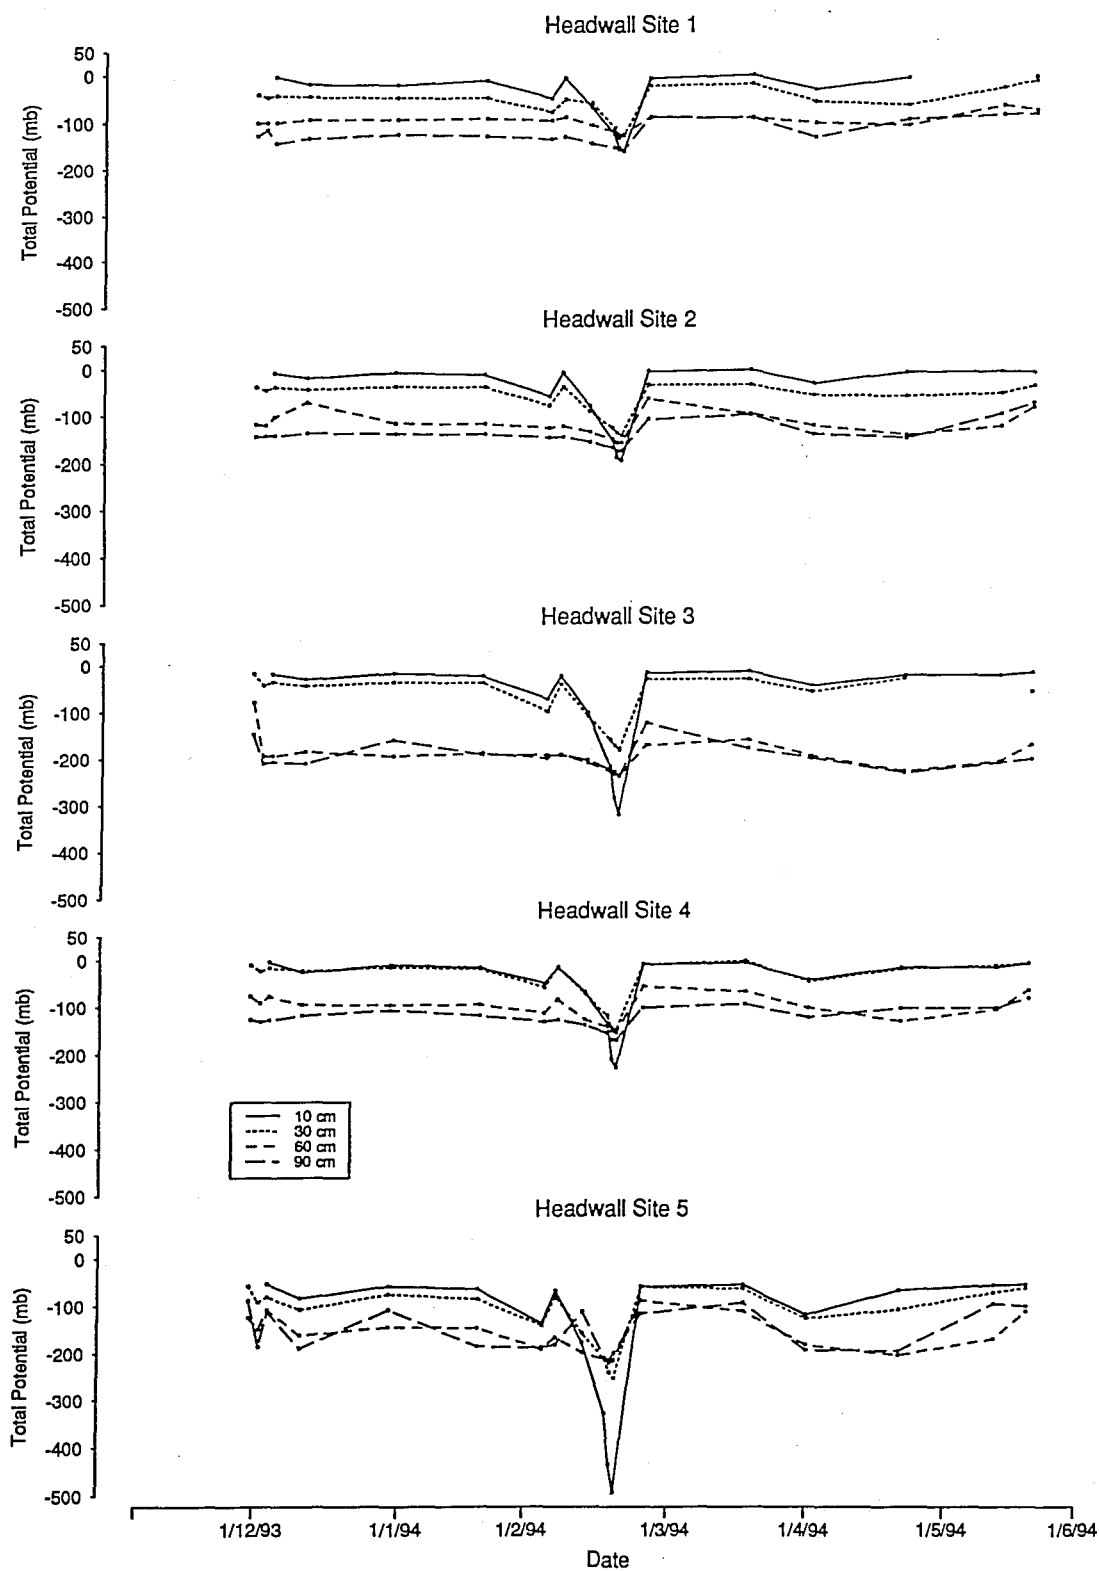 Headwall Site 1
50
0
-100
-200
-300
-400
-500
Total Potential (mb)
Headwall Site 2
50
0
-100
-200
-300
-400
-500
Total Potential (mb)
Headwall Site 3
50
0
-100
-200
-300
-400
-500
Total Potential (mb)
Headwall Site 4
50
0
-100
-200
-300
-400
-500
Total Potential (mb)
10 cm
30 cm
60 cm
90 cm
Headwall Site 5
50
0
-100
-200
-300
-400
-500
Total Potential (mb)
1/12/93 1/1/94 1/2/94 1/3/94 1/4/94 1/5/94 1/6/94
Date